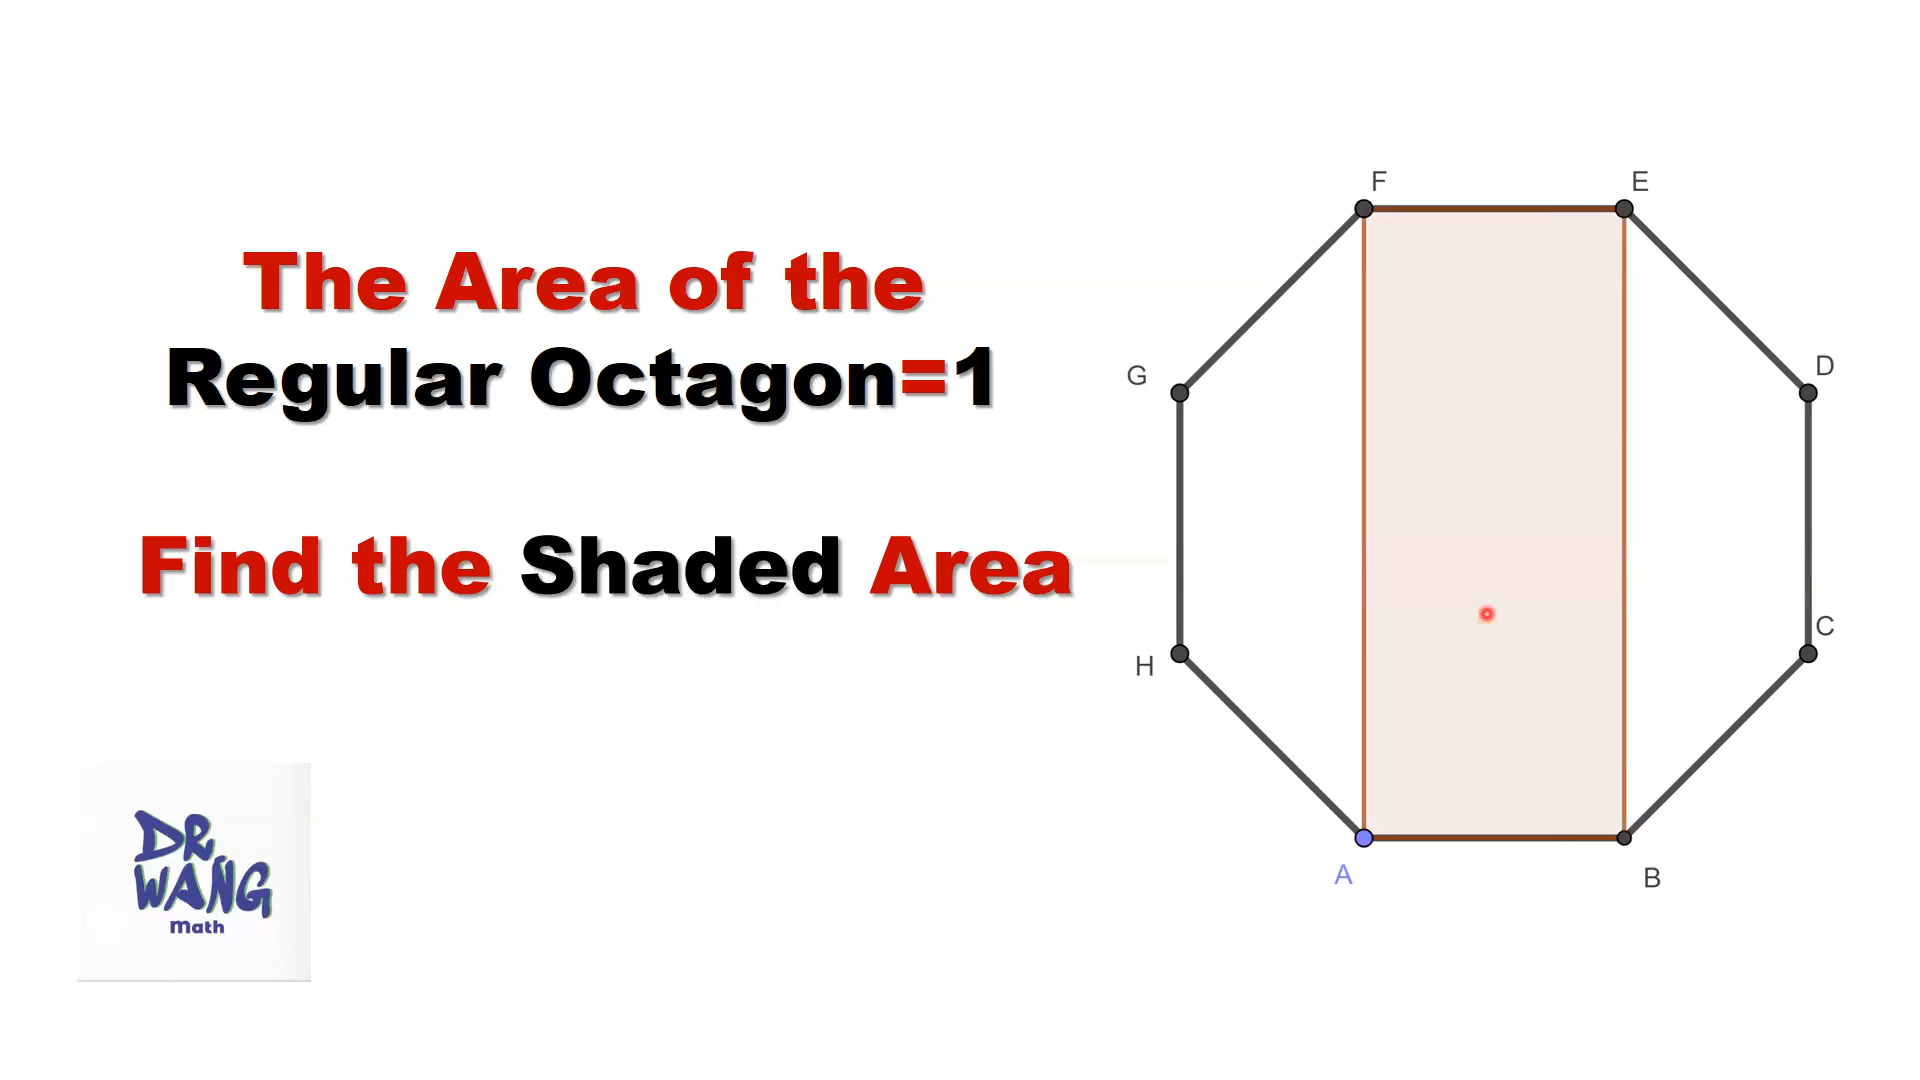 The Area of the
Regular Octagon=1
Find the Shaded Area
F
E
G
D
H
C
A
B
DR
WANG
math